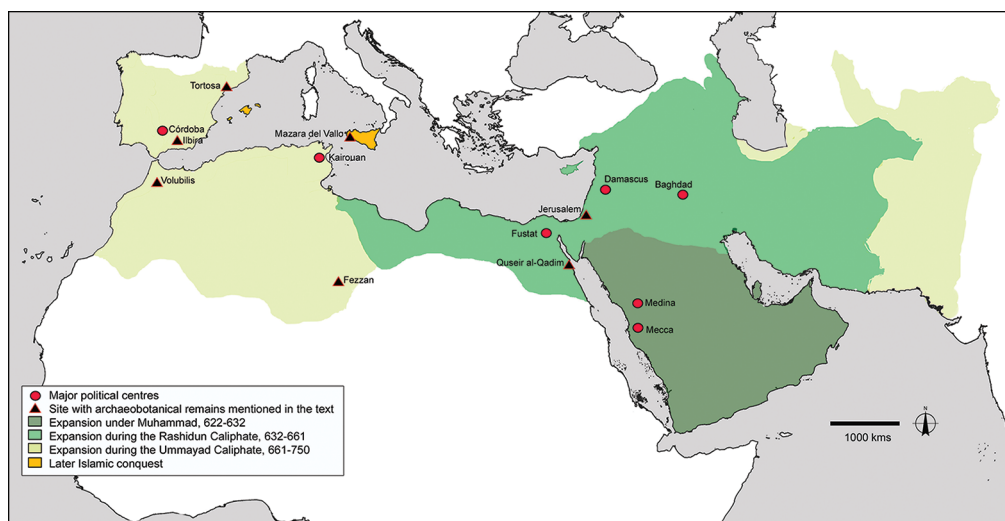 Tortosa
Córdoba
Ilbira
Mazara del Vallo
Kairouan
Volubilis
Damascus
Baghdad
Jerusalem
Fustat
Quseir al-Qadim
Fezzan
Medina
Mecca
Major political centres
Site with archaeobotanical remains mentioned in the text
Expansion under Muhammad, 622-632
Expansion during the Rashidun Caliphate, 632-661
Expansion during the Ummayad Caliphate, 661-750
Later Islamic conquest
N
1000 kms